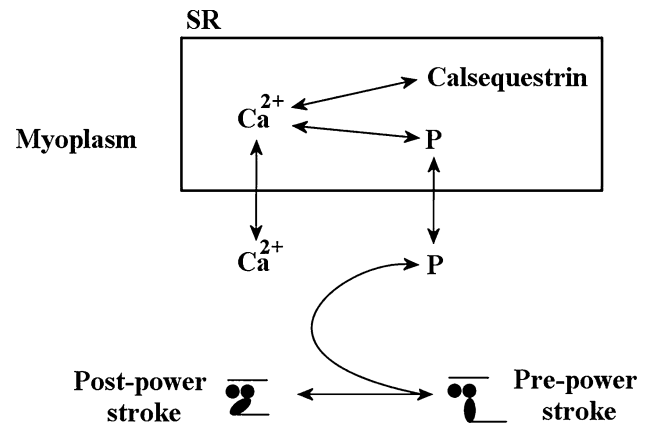 SR
Calsequestrin
Ca2+
P
Myoplasm
Ca2+
P
Post-power
stroke
Pre-power
stroke